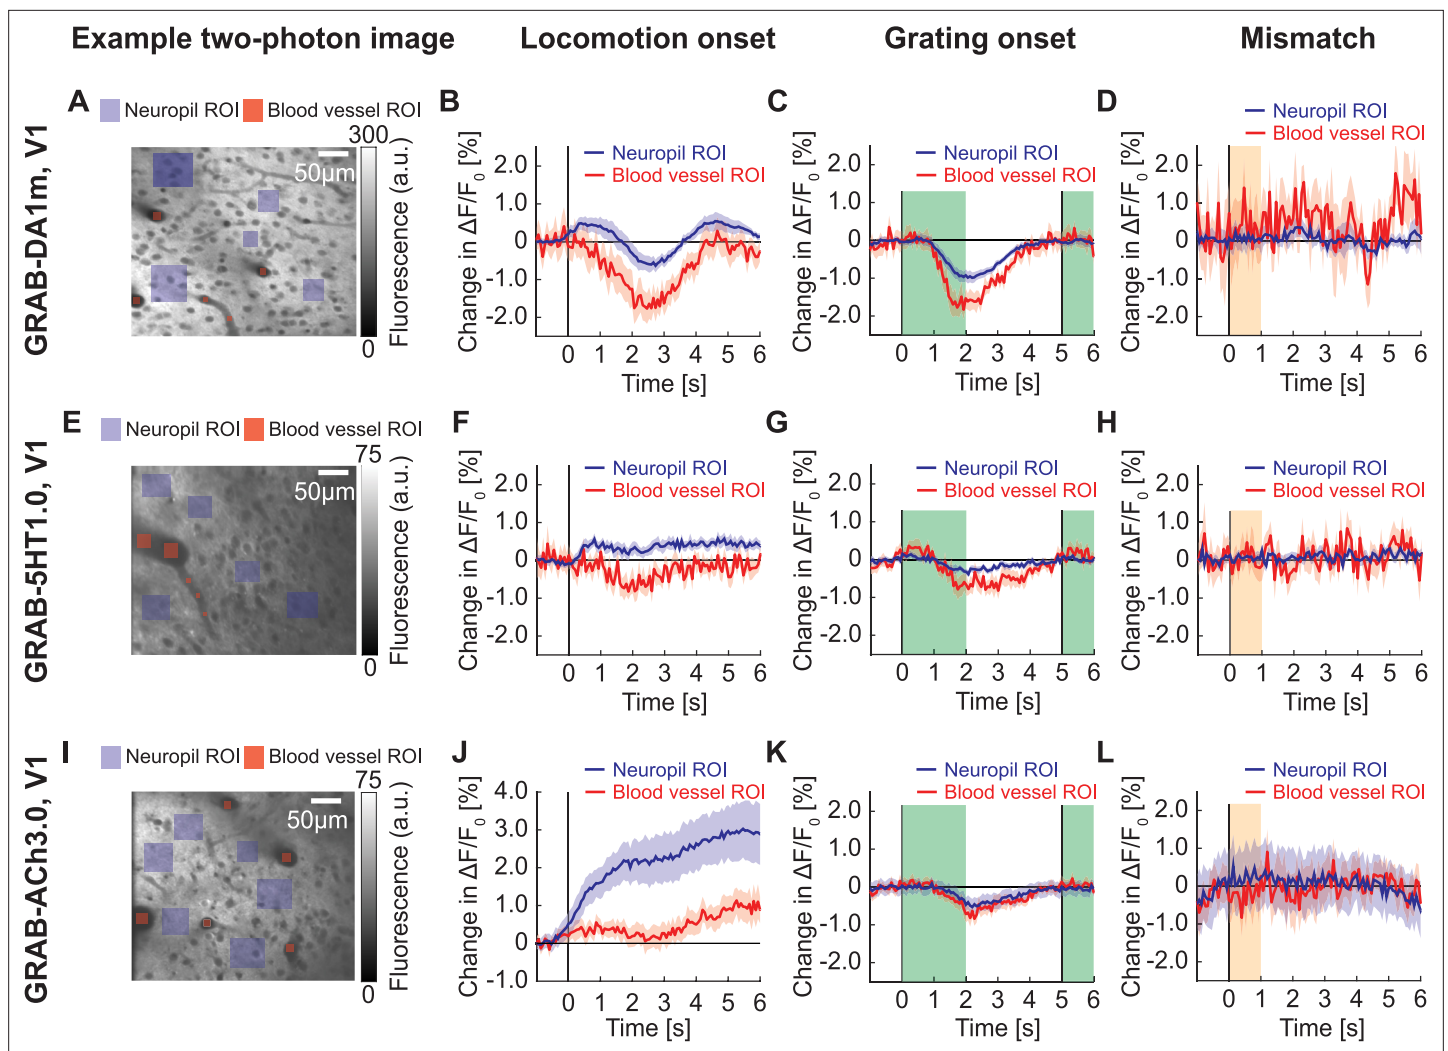 Example two-photon image
Locomotion onset
Grating onset
Mismatch
GRAB-DA1m, V1
A
Neuropil ROI
Blood vessel ROI
300
50µm
Fluorescence (a.u.)
0
B
Neuropil ROI
Blood vessel ROI
Change in ΔF/F0 [%]
2.0
1.0
0
-1.0
-2.0
0 1 2 3 4 5 6
Time [s]
C
Neuropil ROI
Blood vessel ROI
Change in ΔF/F0 [%]
2.0
1.0
0
-1.0
-2.0
0 1 2 3 4 5 6
Time [s]
D
Neuropil ROI
Blood vessel ROI
Change in ΔF/F0 [%]
2.0
1.0
0
-1.0
-2.0
0 1 2 3 4 5 6
Time [s]
GRAB-5HT1.0, V1
E
Neuropil ROI
Blood vessel ROI
75
50µm
Fluorescence (a.u.)
0
F
Neuropil ROI
Blood vessel ROI
Change in ΔF/F0 [%]
2.0
1.0
0
-1.0
-2.0
0 1 2 3 4 5 6
Time [s]
G
Neuropil ROI
Blood vessel ROI
Change in ΔF/F0 [%]
2.0
1.0
0
-1.0
-2.0
0 1 2 3 4 5 6
Time [s]
H
Neuropil ROI
Blood vessel ROI
Change in ΔF/F0 [%]
2.0
1.0
0
-1.0
-2.0
0 1 2 3 4 5 6
Time [s]
GRAB-ACh3.0, V1
I
Neuropil ROI
Blood vessel ROI
75
50µm
Fluorescence (a.u.)
0
J
Neuropil ROI
Blood vessel ROI
Change in ΔF/F0 [%]
4.0
3.0
2.0
1.0
0
-1.0
0 1 2 3 4 5 6
Time [s]
K
Neuropil ROI
Blood vessel ROI
Change in ΔF/F0 [%]
2.0
1.0
0
-1.0
-2.0
0 1 2 3 4 5 6
Time [s]
L
Neuropil ROI
Blood vessel ROI
Change in ΔF/F0 [%]
2.0
1.0
0
-1.0
-2.0
0 1 2 3 4 5 6
Time [s]